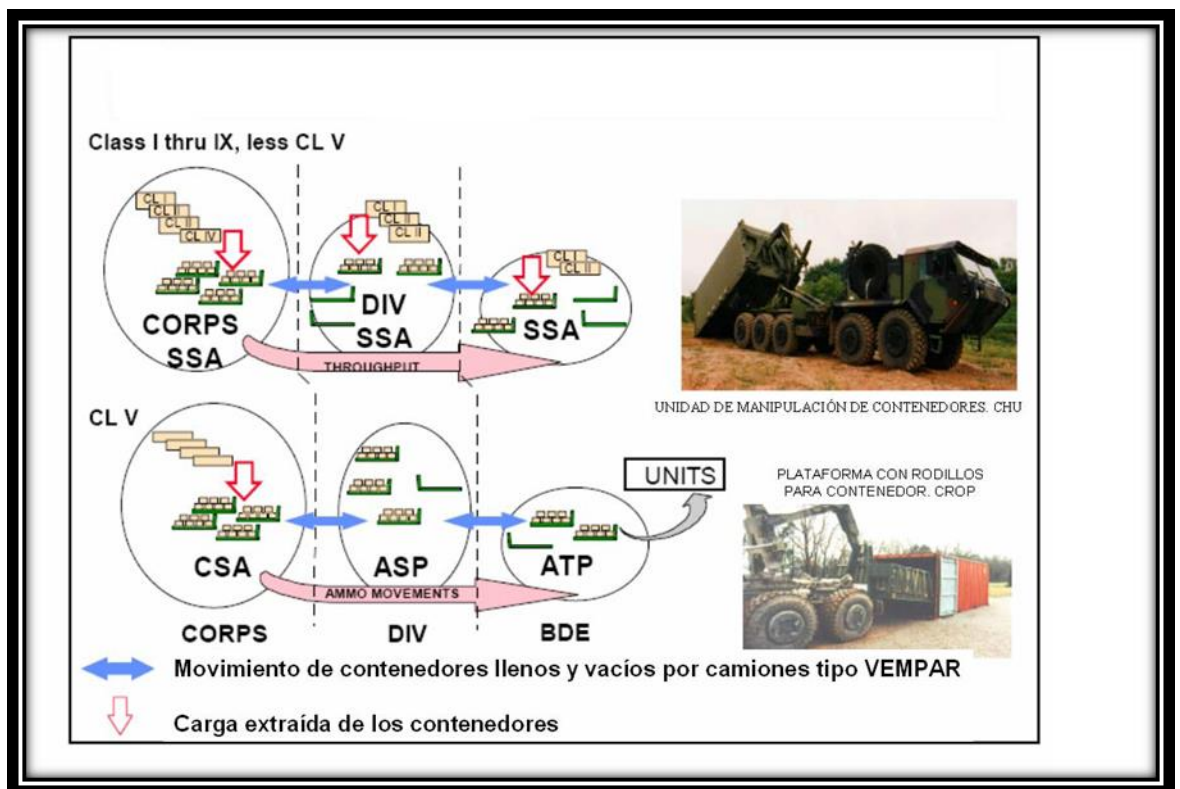 Class I thru IX, less CL V
CL I
CL II
CL II
CL IV
CL I
CL II
CL II
CL I
CORPS
SSA
DIV
SSA
SSA
THROUGHPUT
UNIDAD DE MANIPULACIÓN DE CONTENEDORES. CHU
CL V
UNITS
PLATAFORMA CON RODILLOS
PARA CONTENEDOR. CROP
CSA
ASP
ATP
AMMO MOVEMENTS
CORPS
DIV
BDE
Movimiento de contenedores llenos y vacíos por camiones tipo VEMPAR
Carga extraída de los contenedores